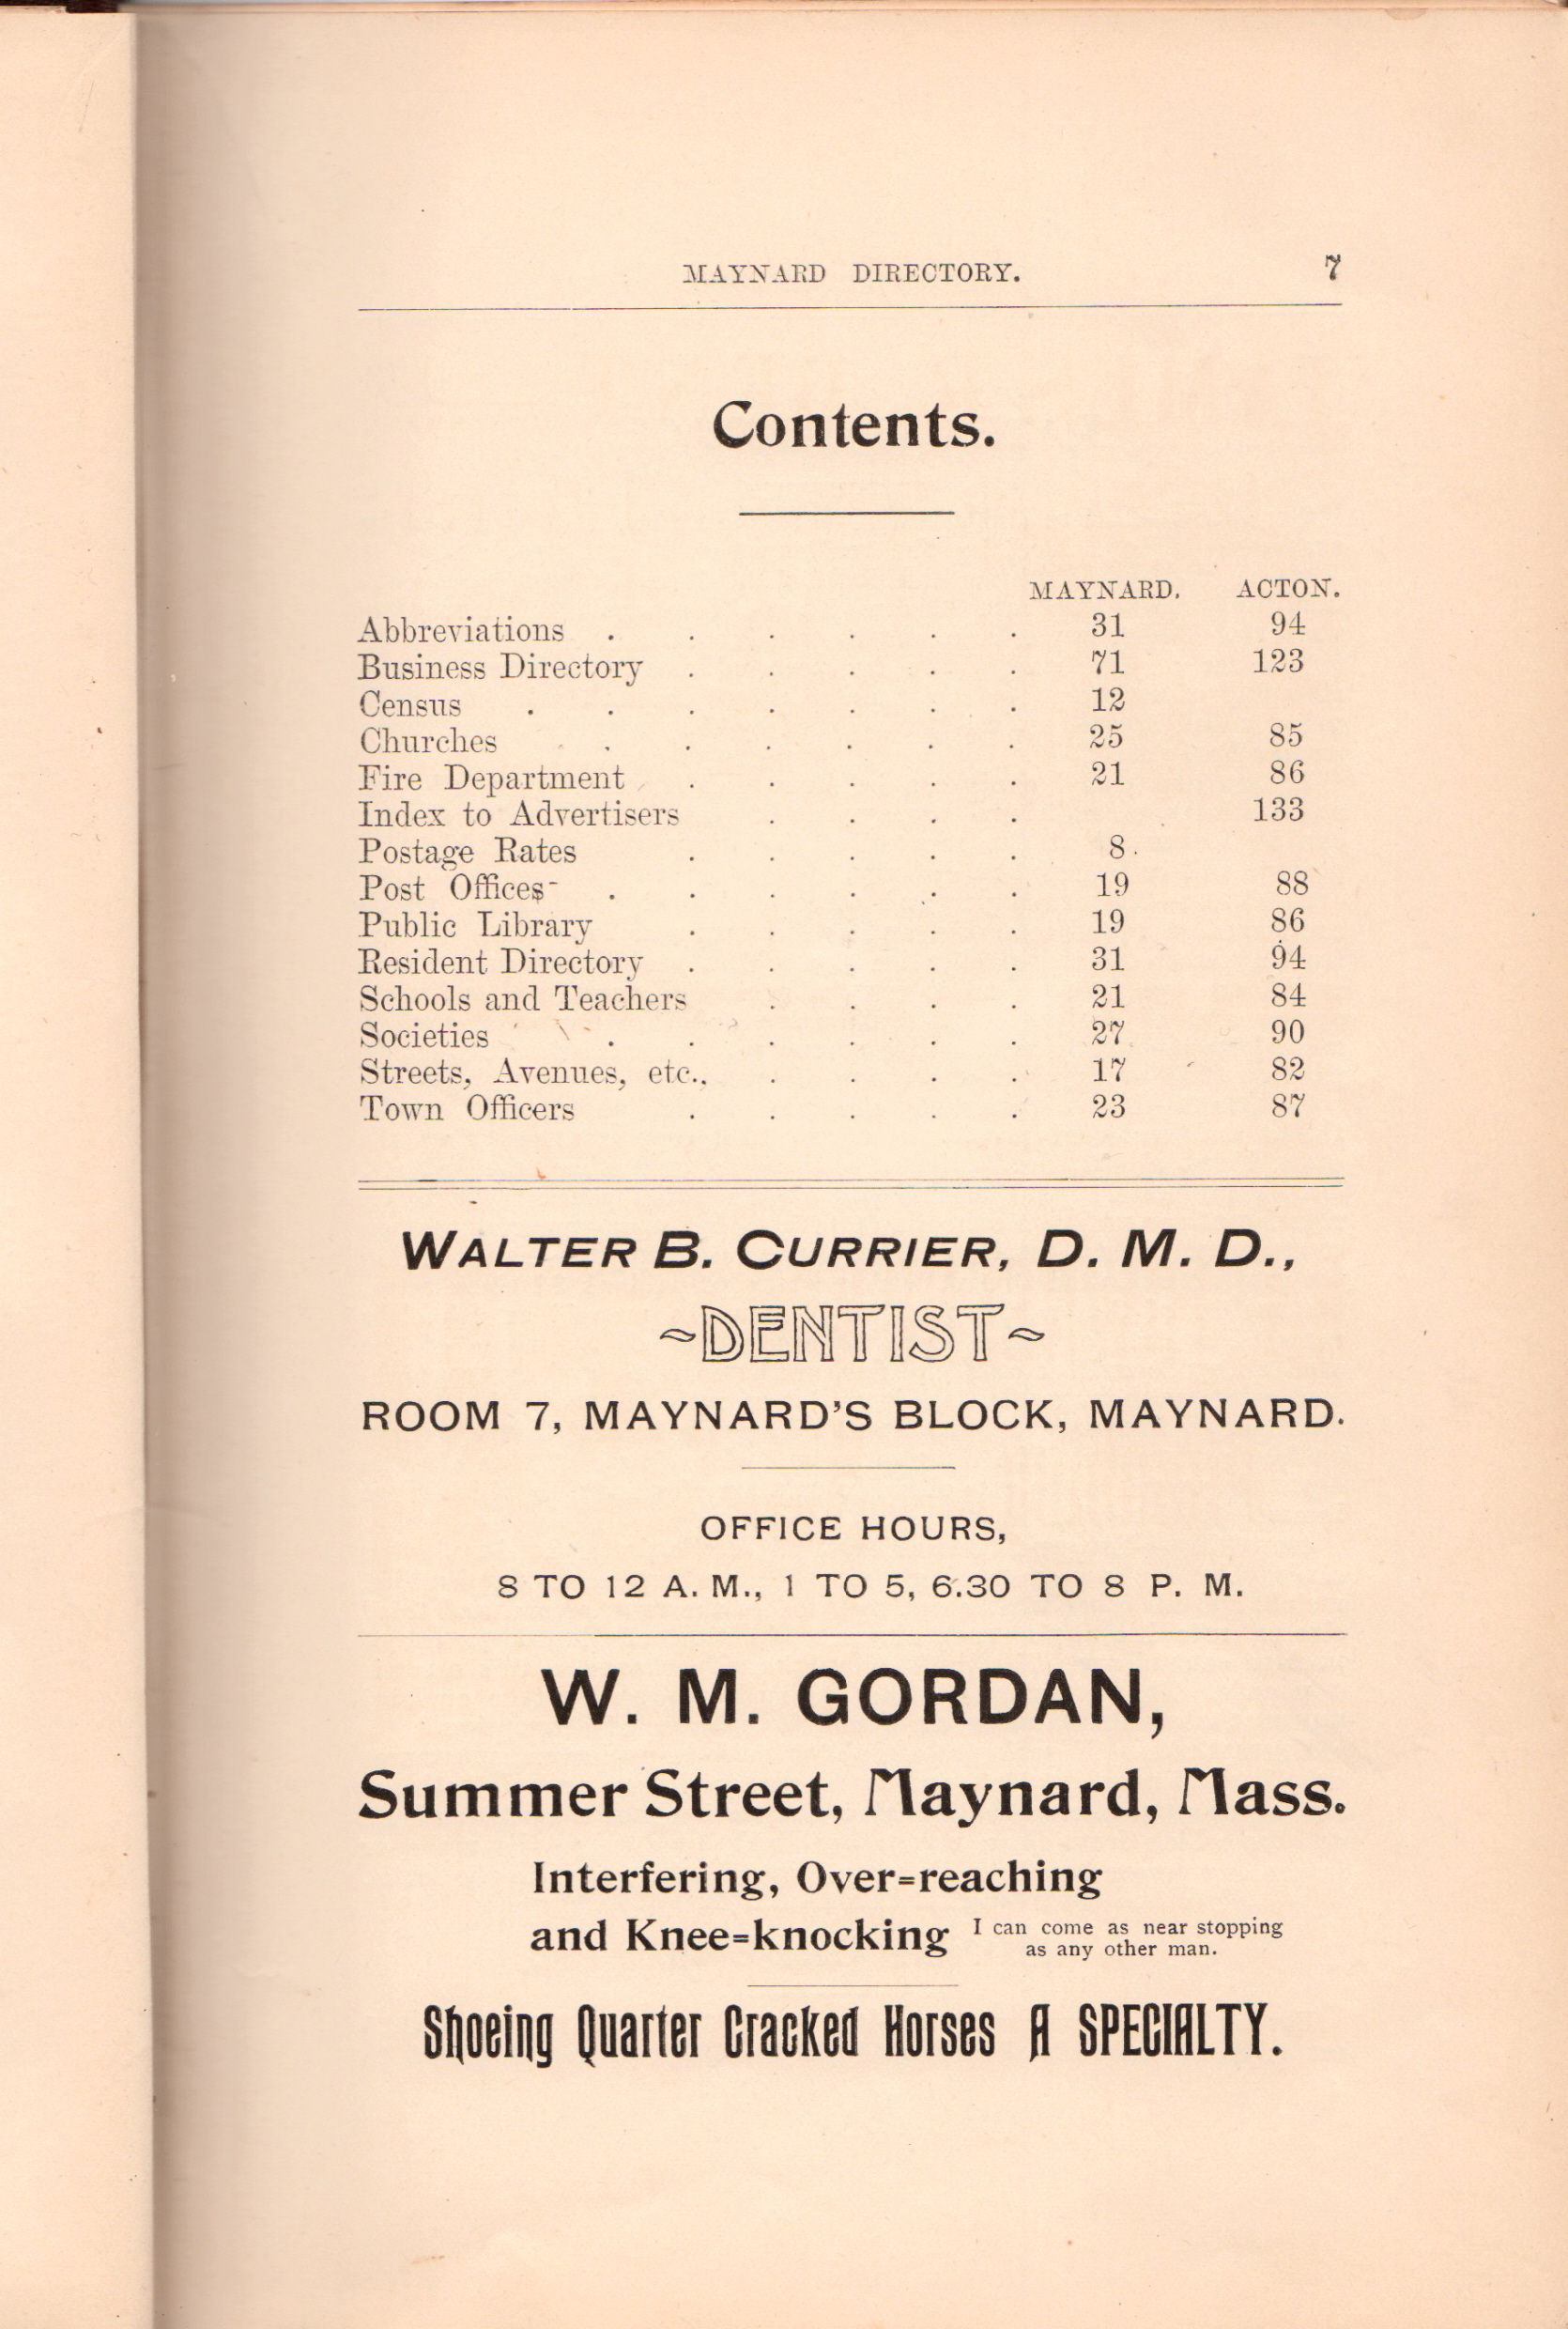 MAYNARD DIRECTORY. 7
Contents.
MAYNARD. ACTON.
Abbreviations . . . . . . 31 94
Business Directory . . . . . 71 123
Census . . . . . . . 12
Churches . . . . . . 25 85
Fire Department . . . . . 21 86
Index to Advertisers . . . . 133
Postage Rates . . . . . 8
Post Offices . . . . . . 19 88
Public Library . . . . . 19 86
Resident Directory . . . . . 31 94
Schools and Teachers . . . . 21 84
Societies . . . . . . 27 90
Streets, Avenues, etc., . . . . 17 82
Town Officers . . . . . 23 87
WALTER B. CURRIER, D. M. D.,
~DENTIST~
ROOM 7, MAYNARD'S BLOCK, MAYNARD.
OFFICE HOURS,
8 TO 12 A. M., 1 TO 5, 6.30 TO 8 P. M.
W. M. GORDAN,
Summer Street, Maynard, Mass.
Interfering, Over=reaching
and Knee=knocking I can come as near stopping
as any other man.
Shoeing Quarter Cracked Horses A SPECIALTY.